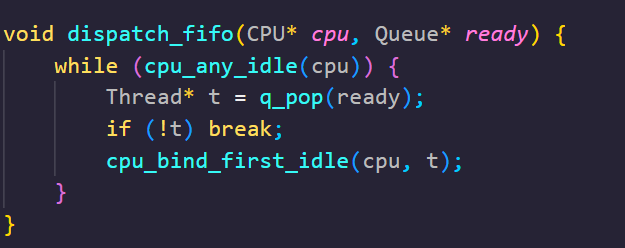 void dispatch_fifo(CPU* cpu, Queue* ready) {
    while (cpu_any_idle(cpu)) {
        Thread* t = q_pop(ready);
        if (!t) break;
        cpu_bind_first_idle(cpu, t);
    }
}